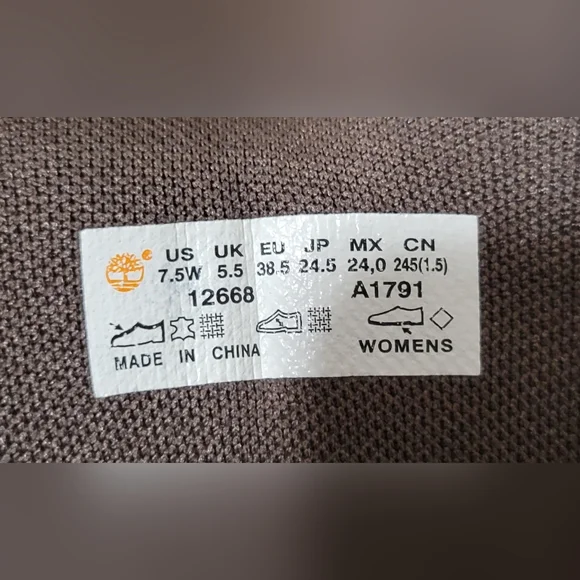 US UK EU JP MX CN
7.5W 5.5 38.5 24.5 24,0 245(1.5)
12668 A1791
MADE IN CHINA WOMENS